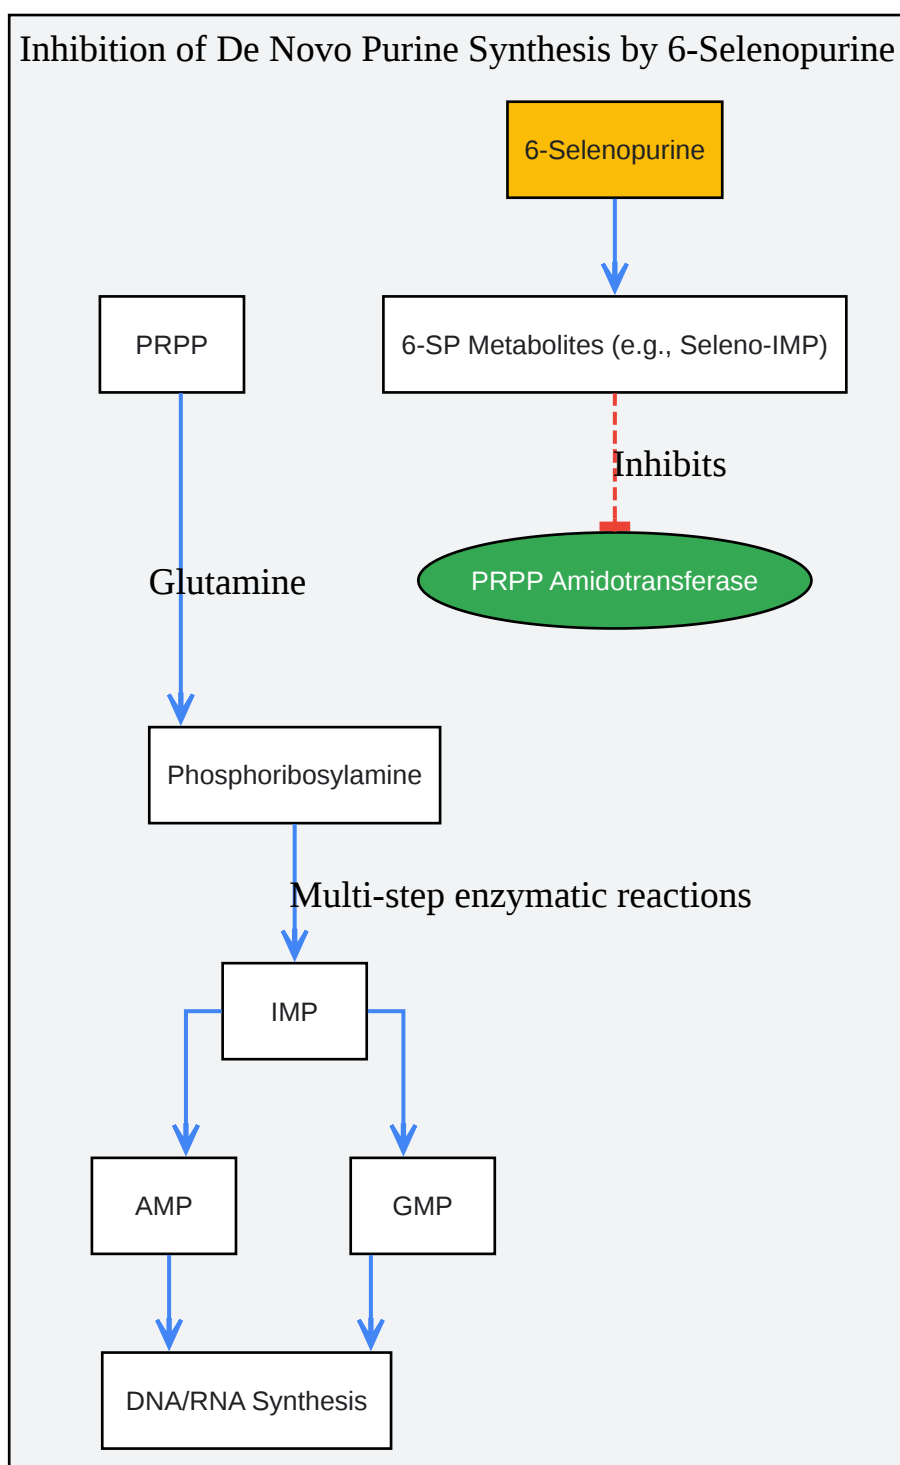 Inhibition of De Novo Purine Synthesis by 6-Selenopurine
6-Selenopurine
PRPP
6-SP Metabolites (e.g., Seleno-IMP)
Inhibits
Glutamine
PRPP Amidotransferase
Phosphoribosylamine
Multi-step enzymatic reactions
IMP
AMP
GMP
DNA/RNA Synthesis